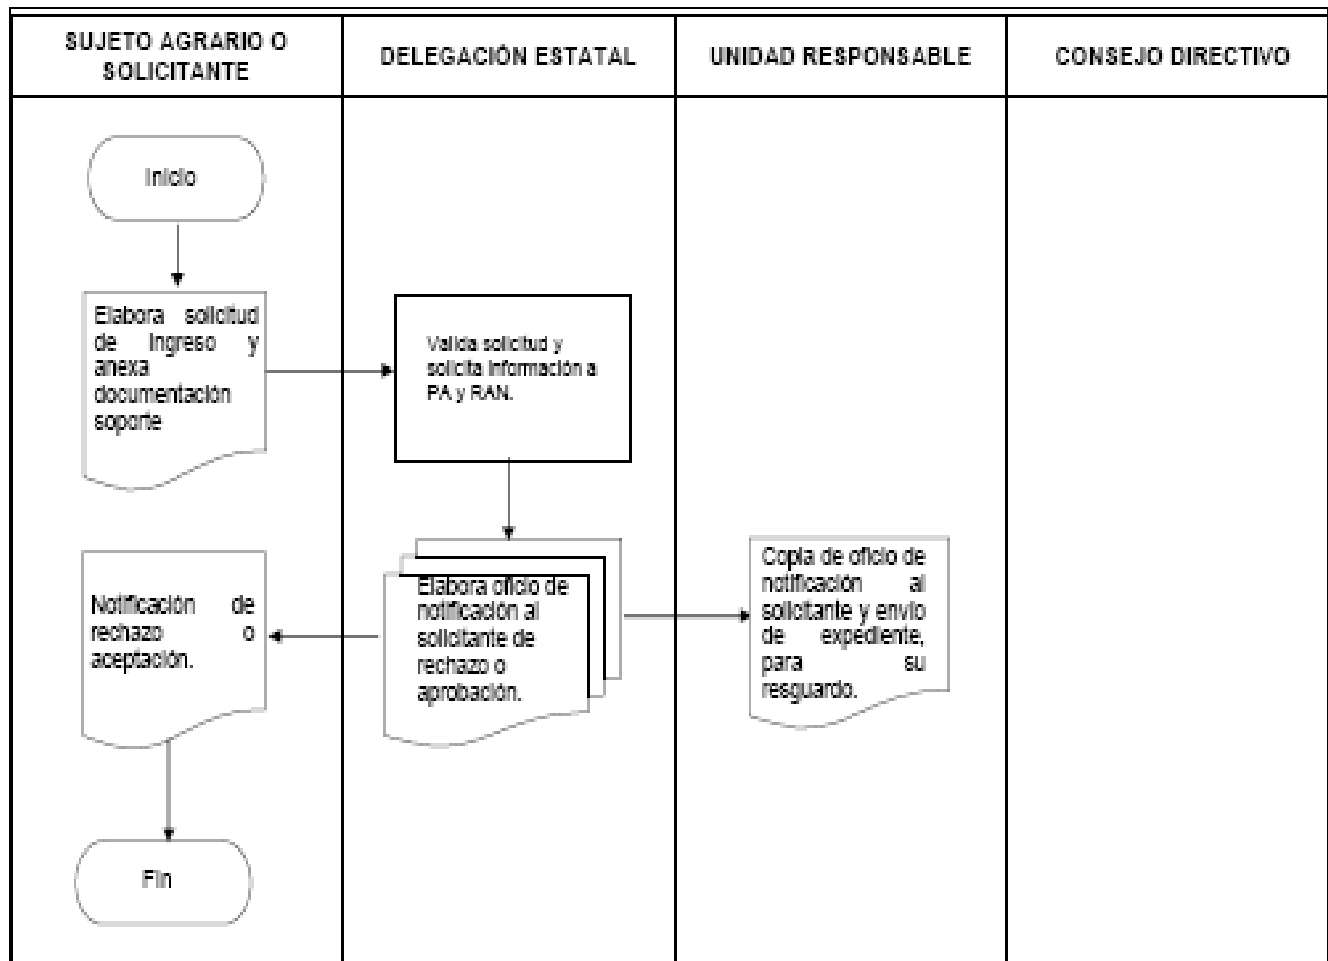 SUJETO AGRARIO O
SOLICITANTE
DELEGACIÓN ESTATAL
UNIDAD RESPONSABLE
CONSEJO DIRECTIVO
Inicio
Elabora solicitud
de ingreso y
anexa
documentación
soporte
Valida solicitud y
solicita información a
PA y RAN.
Elabora oficio de
notificación al
solicitante de
rechazo o
aprobación.
Copia de oficio de
notificación al
solicitante y envío
de expediente,
para su
resguardo.
Notificación de
rechazo o
aceptación.
Fin